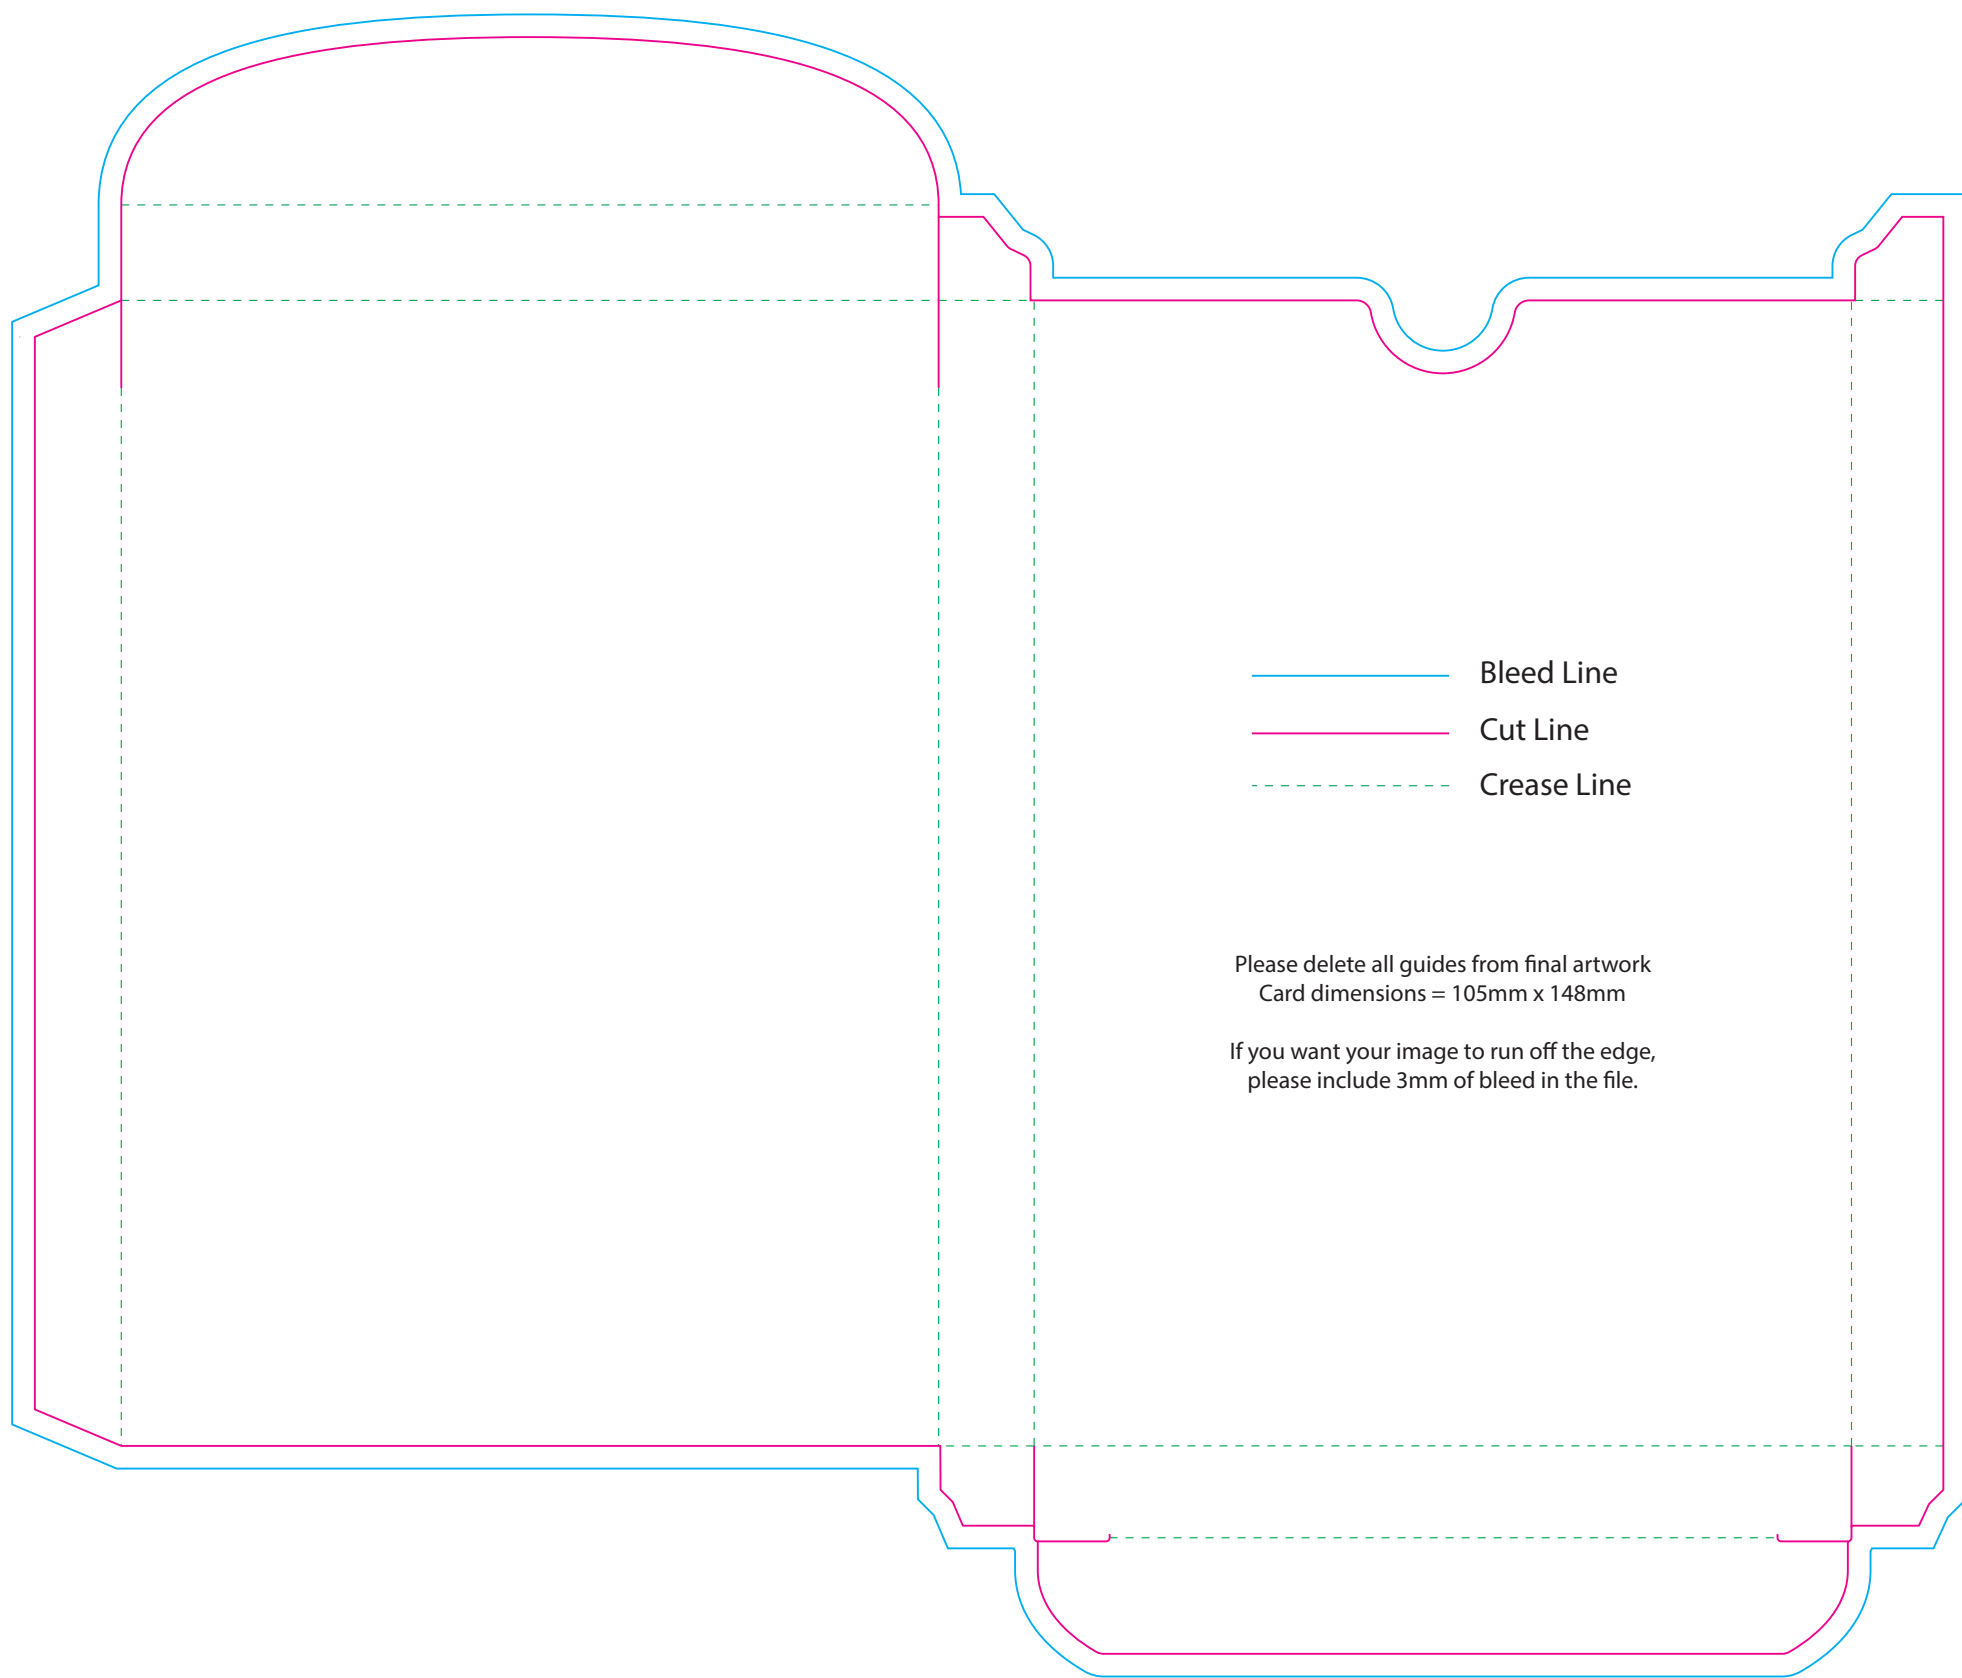 Bleed Line
Cut Line
Crease Line
Please delete all guides from final artwork
Card dimensions = 105mm x 148mm
If you want your image to run off the edge,
please include 3mm of bleed in the file.